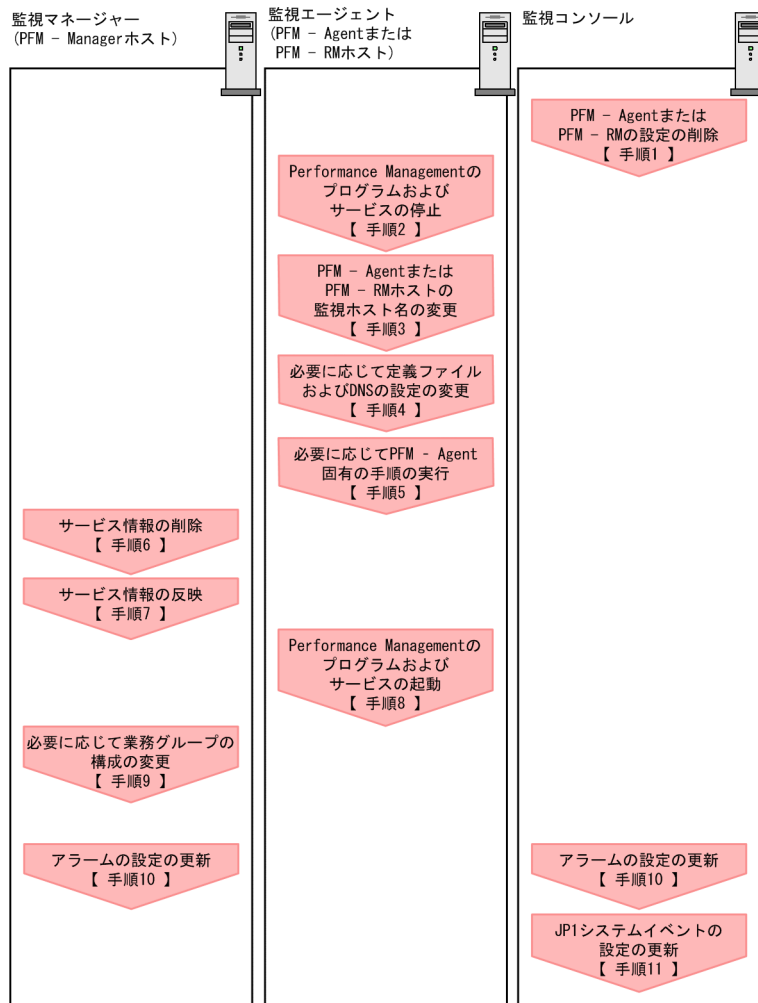 監視マネージャー
(PFM - Managerホスト)
監視エージェント
(PFM - Agentまたは
PFM - RMホスト)
監視コンソール
PFM - Agentまたは
PFM - RMの設定の削除
【 手順1 】
Performance Managementの
プログラムおよび
サービスの停止
【 手順2 】
PFM - Agentまたは
PFM - RMホストの
監視ホスト名の変更
【 手順3 】
必要に応じて定義ファイル
およびDNSの設定の変更
【 手順4 】
必要に応じてPFM - Agent
固有の手順の実行
【 手順5 】
サービス情報の削除
【 手順6 】
サービス情報の反映
【 手順7 】
Performance Managementの
プログラムおよび
サービスの起動
【 手順8 】
必要に応じて業務グループの
構成の変更
【 手順9 】
アラームの設定の更新
【 手順10 】
アラームの設定の更新
【 手順10 】
JP1システムイベントの
設定の更新
【 手順11 】